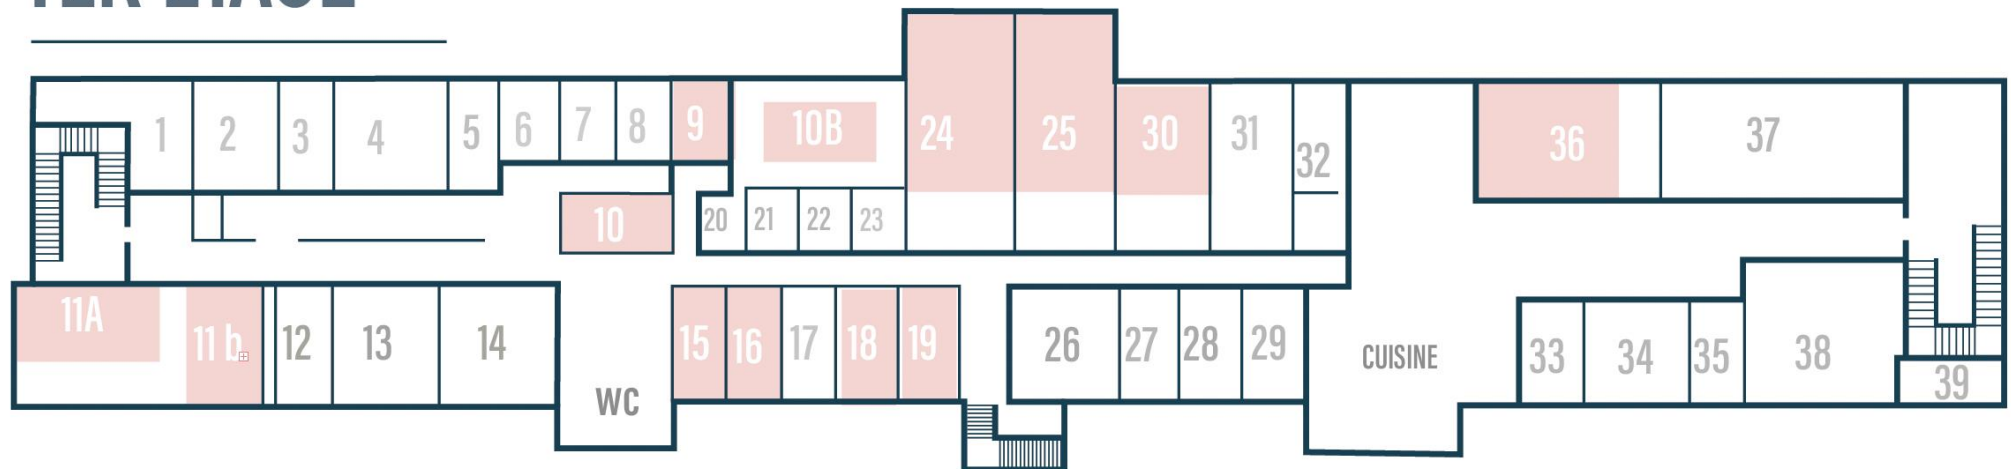 1ER ETAGE
1 2 3 4 5 6 7 8 9 10B 24 25 30 31 32 36 37
10 20 21 22 23
11A 11 b 12 13 14 15 16 17 18 19 26 27 28 29 33 34 35 38
WC CUISINE 39